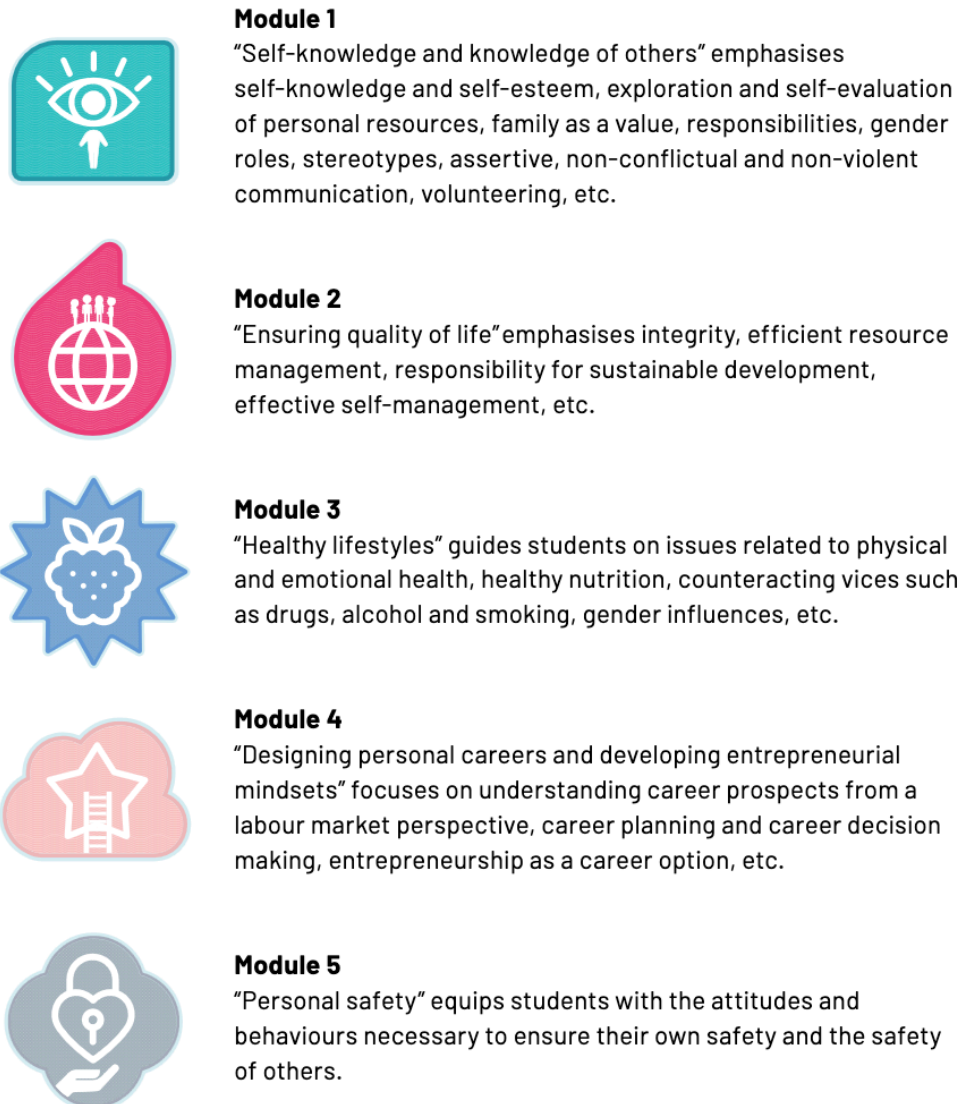 Module 1
“Self-knowledge and knowledge of others” emphasises
self-knowledge and self-esteem, exploration and self-evaluation
of personal resources, family as a value, responsibilities, gender
roles, stereotypes, assertive, non-conflictual and non-violent
communication, volunteering, etc.
Module 2
“Ensuring quality of life”emphasises integrity, efficient resource
management, responsibility for sustainable development,
effective self-management, etc.
Module 3
“Healthy lifestyles” guides students on issues related to physical
and emotional health, healthy nutrition, counteracting vices such
as drugs, alcohol and smoking, gender influences, etc.
Module 4
“Designing personal careers and developing entrepreneurial
mindsets” focuses on understanding career prospects from a
labour market perspective, career planning and career decision
making, entrepreneurship as a career option, etc.
Module 5
“Personal safety” equips students with the attitudes and
behaviours necessary to ensure their own safety and the safety
of others.